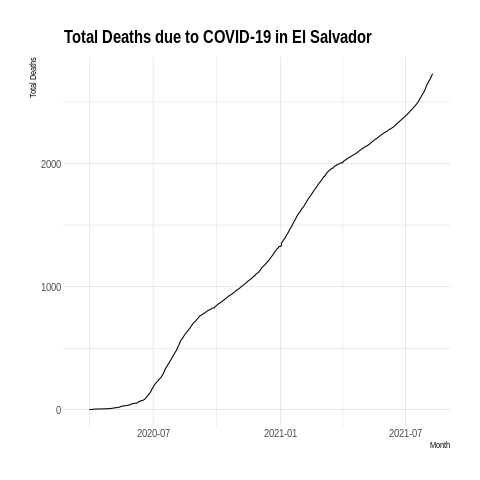 Total Deaths due to COVID-19 in El Salvador
Total Deaths
2000
1000
0
2020-07
2021-01
2021-07
Month